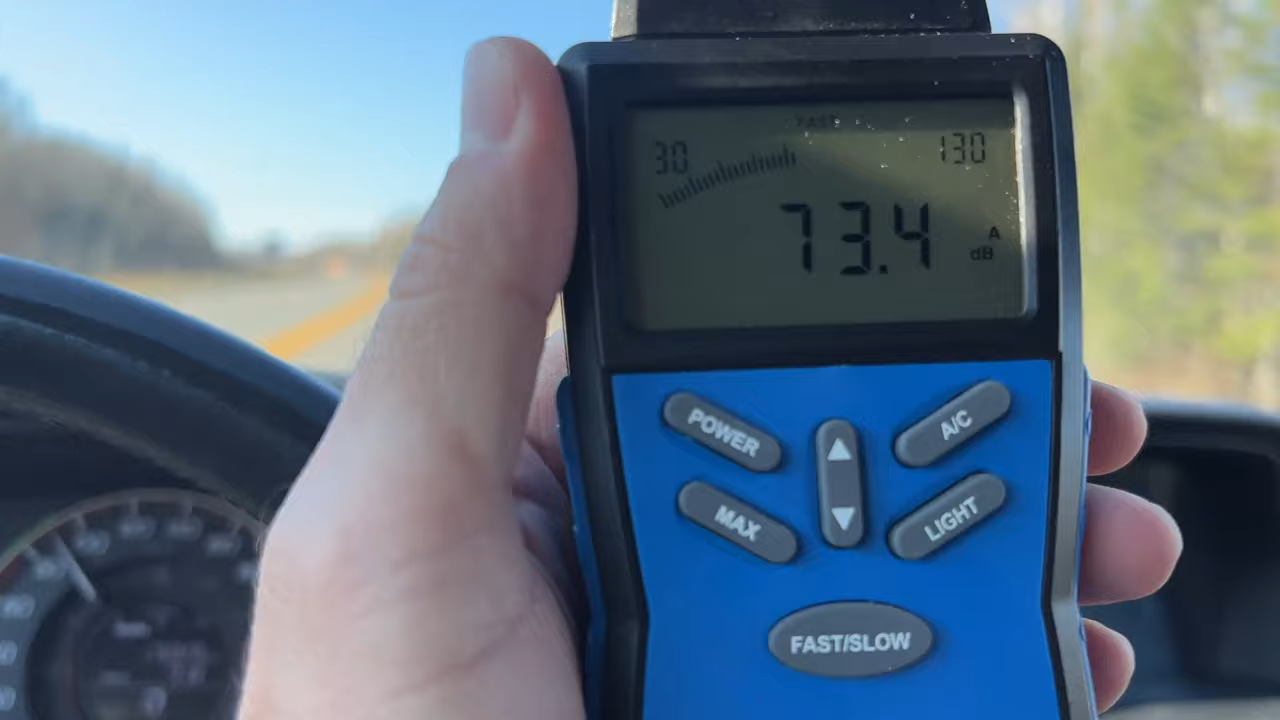 FAST
30 130
73.4 A
dB
POWER A/C
▲
▼
MAX LIGHT
FAST/SLOW